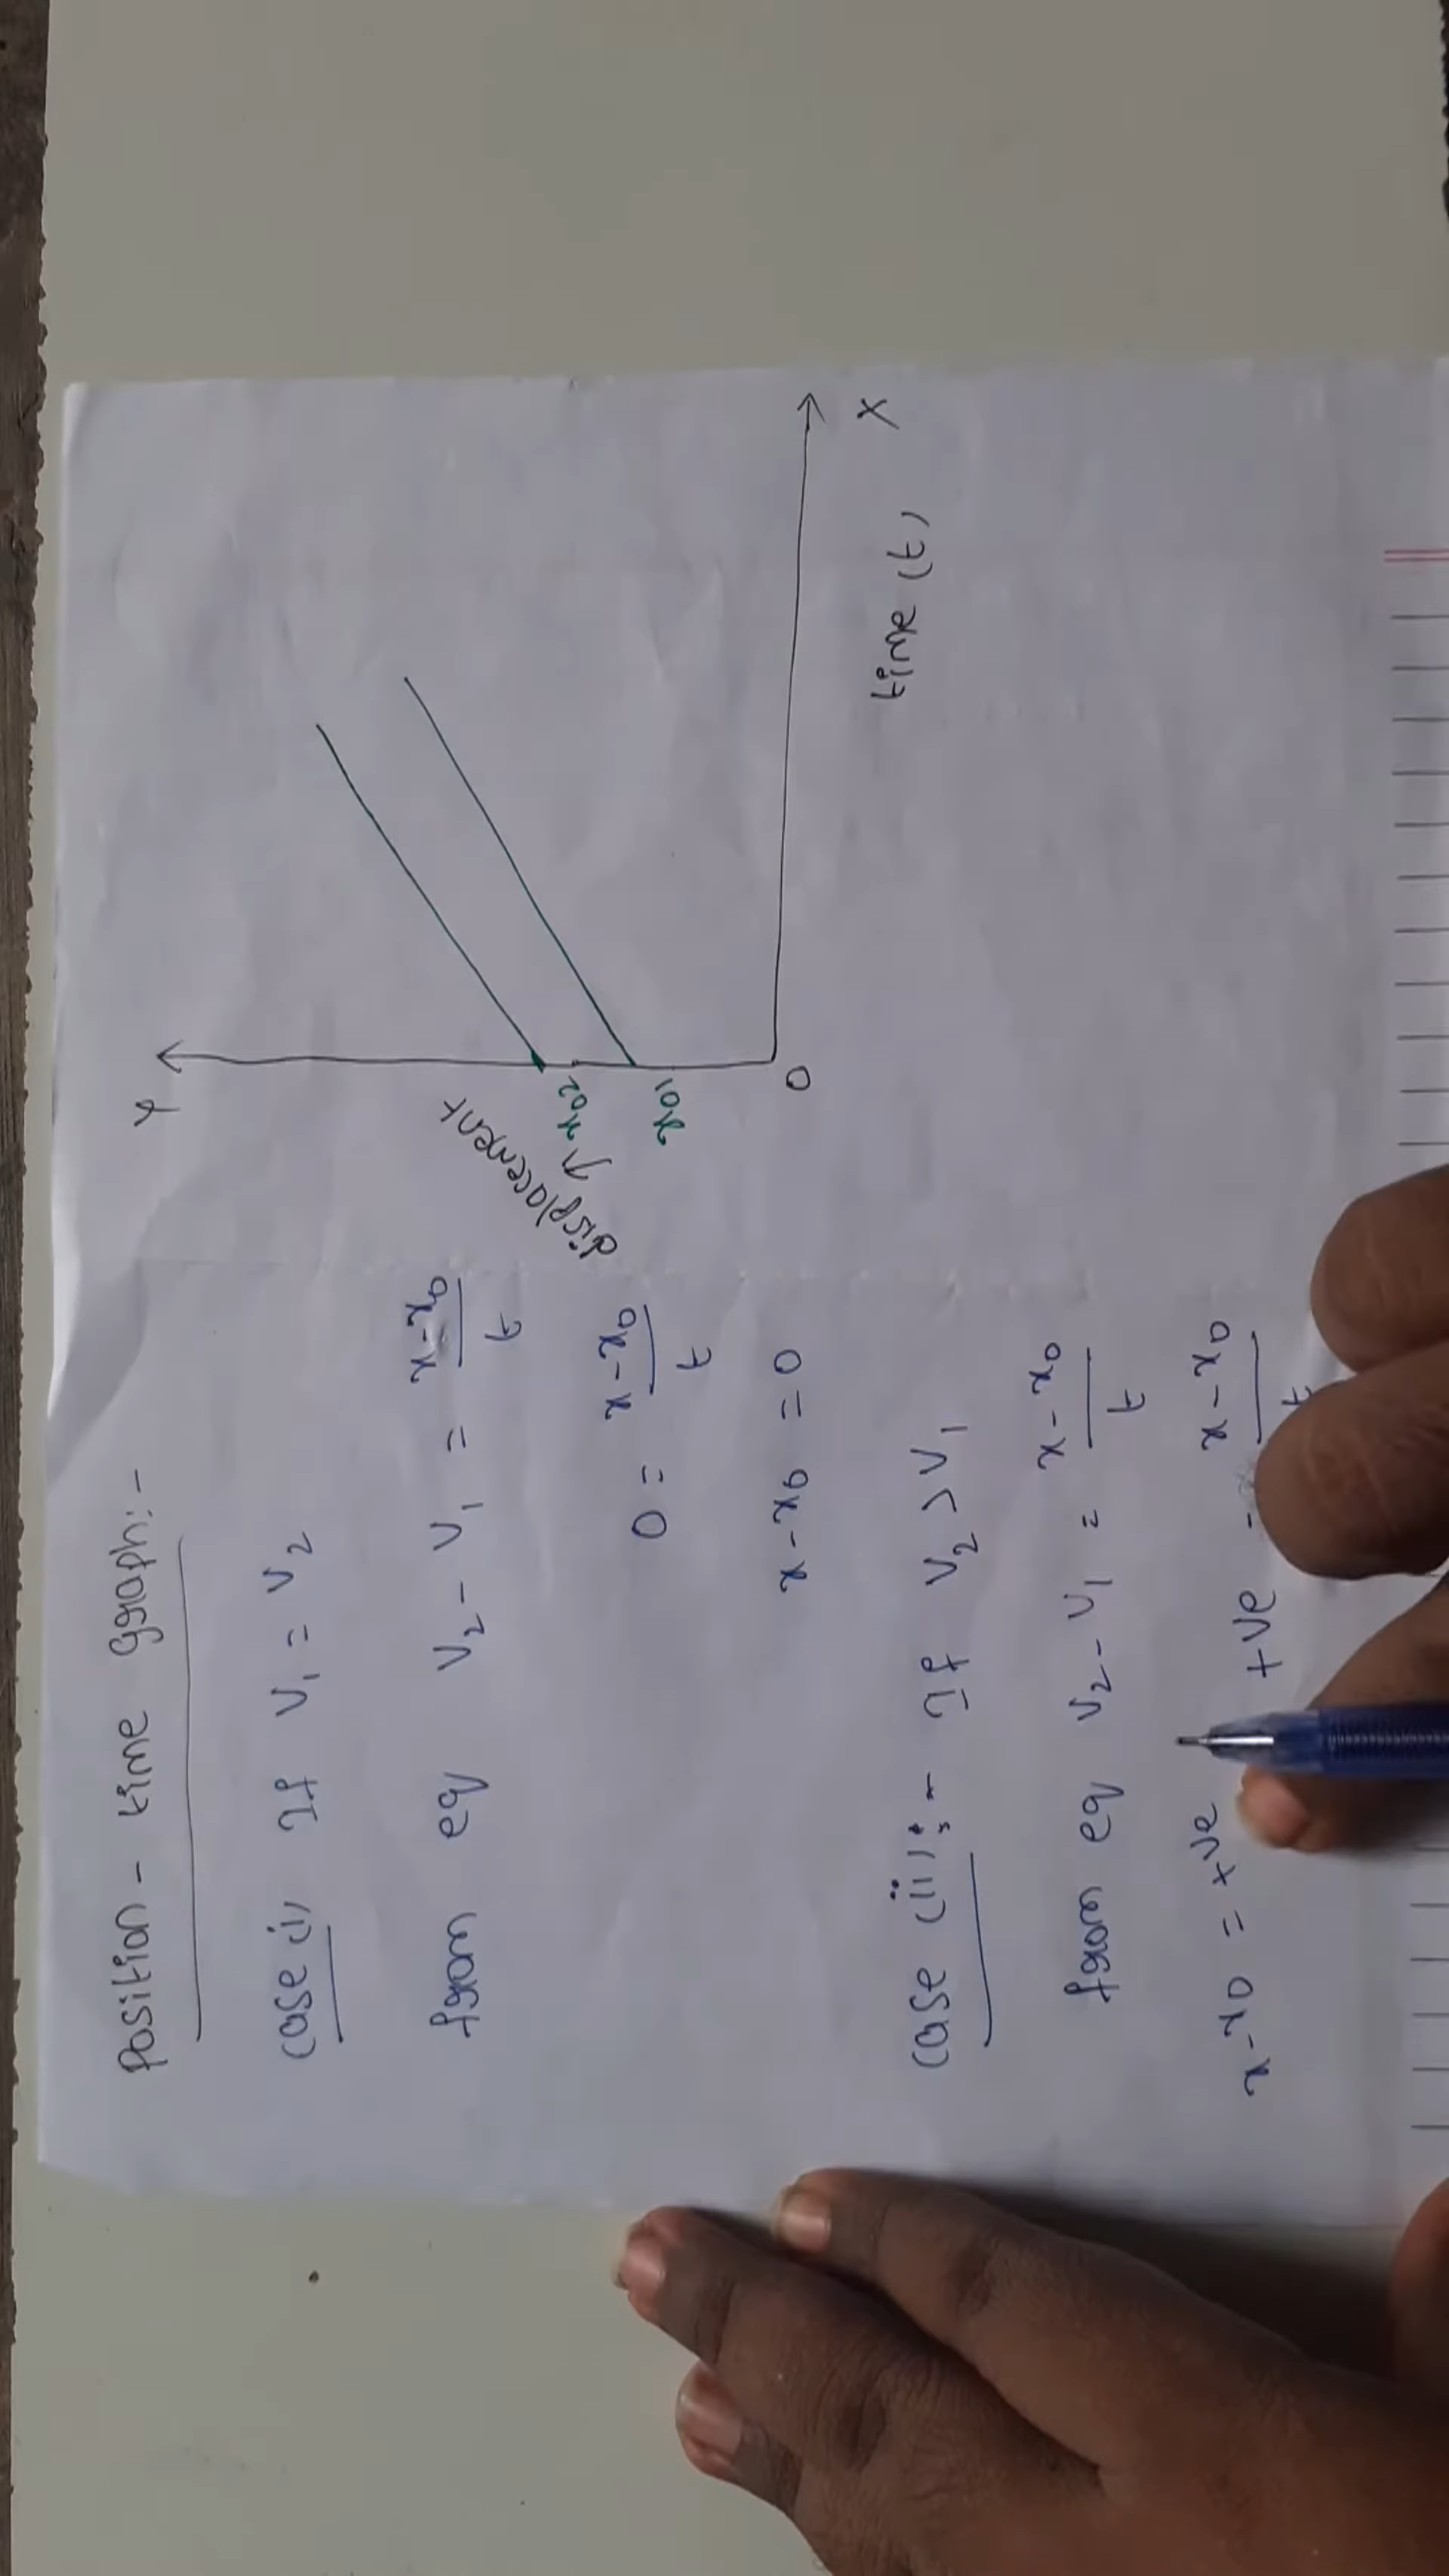 Position - time graph:-
case (i) If V₁ = V₂
from eq V₂ - V₁ = x-x₀/t
0 = x-x₀/t
x-x₀ = 0
case (ii) :- If V₂ > V₁
from eq V₂-V₁ = x-x₀/t
x-x₀ = +ve +ve - x-x₀/t
Y
displacement
x₀₂
x₀₁
O
time (t)
X